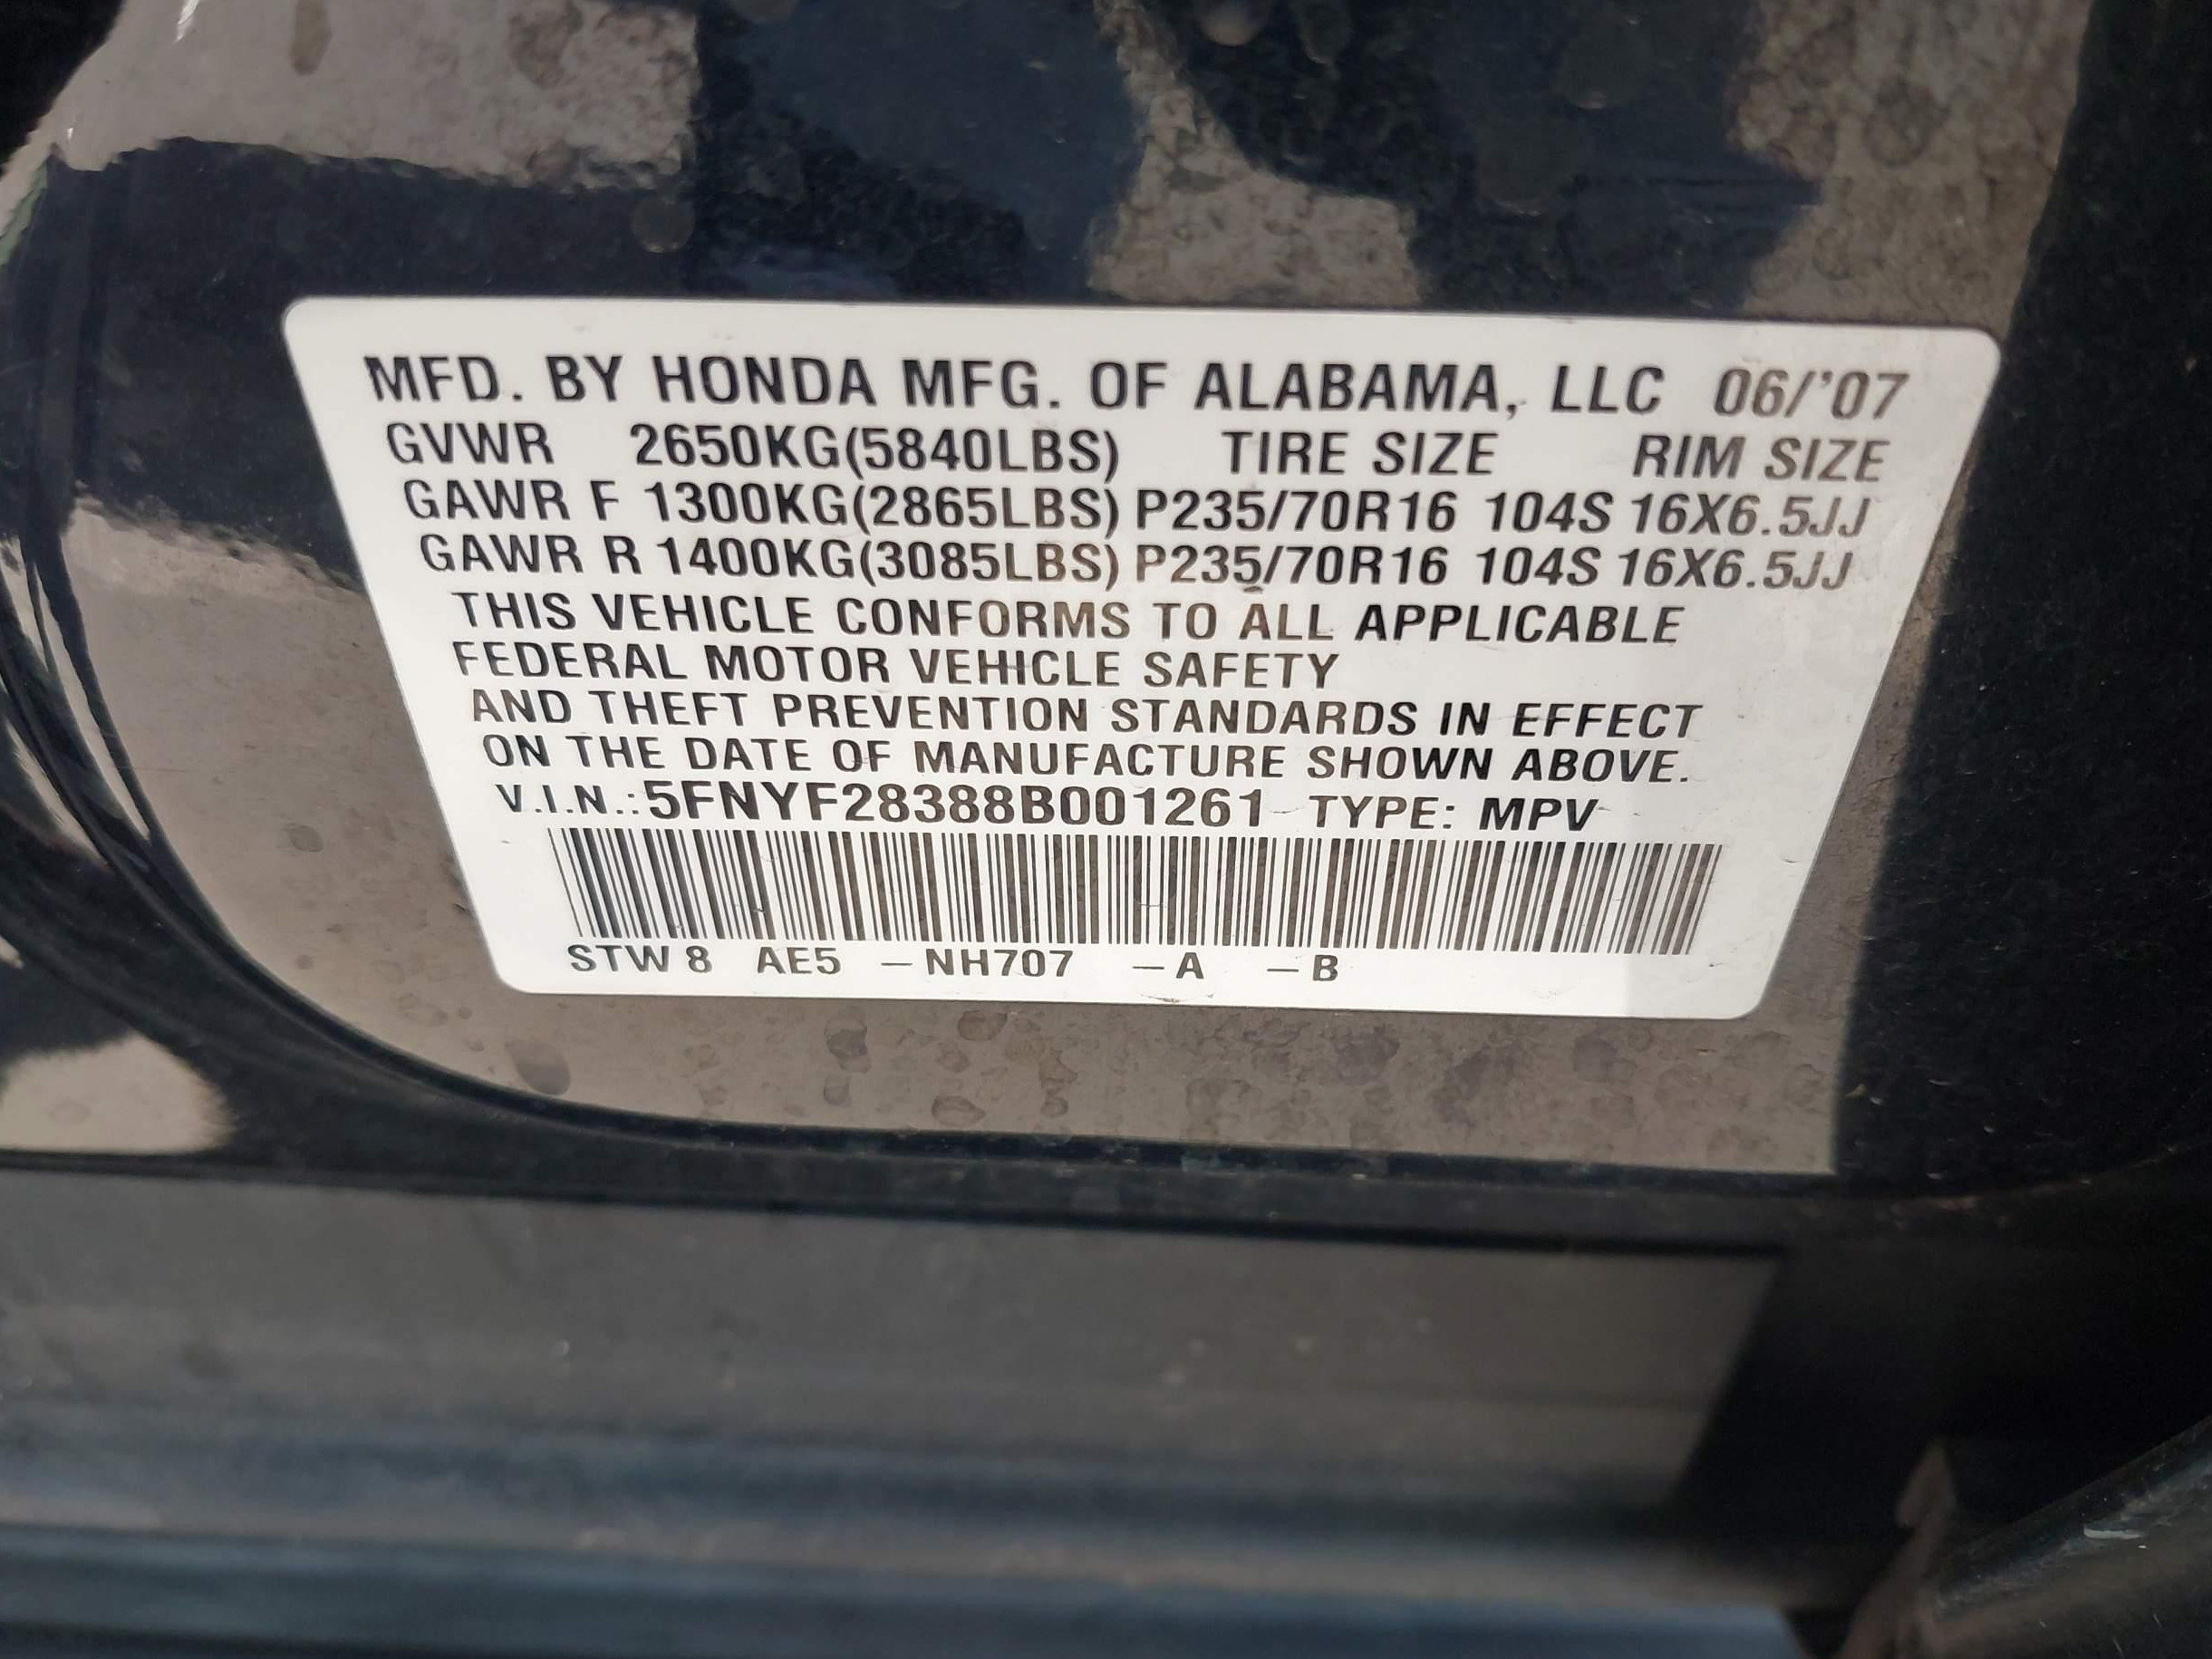 MFD. BY HONDA MFG. OF ALABAMA, LLC 06/'07
GVWR 2650KG(5840LBS) TIRE SIZE RIM SIZE
GAWR F 1300KG(2865LBS) P235/70R16 104S 16X6.5JJ
GAWR R 1400KG(3085LBS) P235/70R16 104S 16X6.5JJ
THIS VEHICLE CONFORMS TO ALL APPLICABLE
FEDERAL MOTOR VEHICLE SAFETY
AND THEFT PREVENTION STANDARDS IN EFFECT
ON THE DATE OF MANUFACTURE SHOWN ABOVE.
V.I.N.:5FNYF28388B001261 TYPE: MPV
STW 8 AE5 -NH707 -A -B